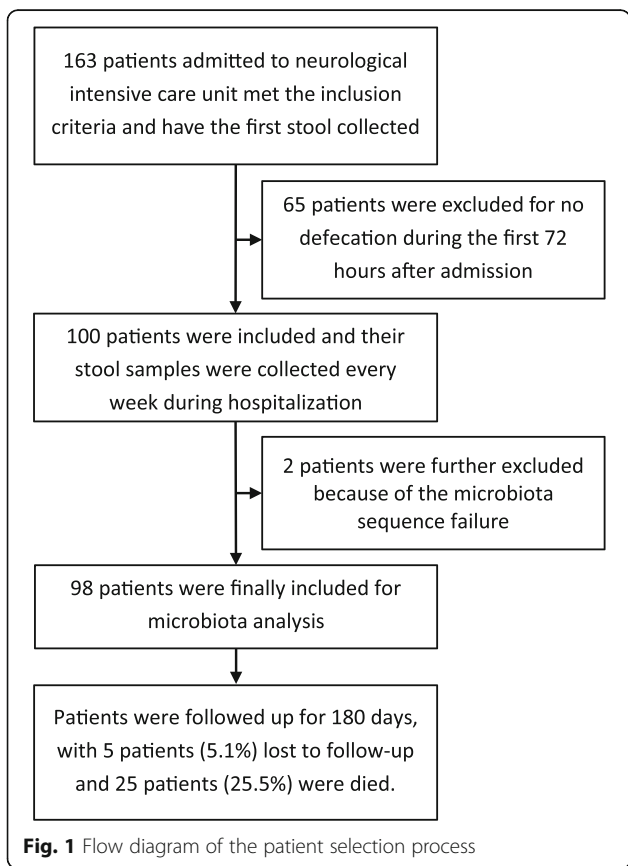 163 patients admitted to neurological
intensive care unit met the inclusion
criteria and have the first stool collected
65 patients were excluded for no
defecation during the first 72
hours after admission
100 patients were included and their
stool samples were collected every
week during hospitalization
2 patients were further excluded
because of the microbiota
sequence failure
98 patients were finally included for
microbiota analysis
Patients were followed up for 180 days,
with 5 patients (5.1%) lost to follow-up
and 25 patients (25.5%) were died.
Fig. 1 Flow diagram of the patient selection process